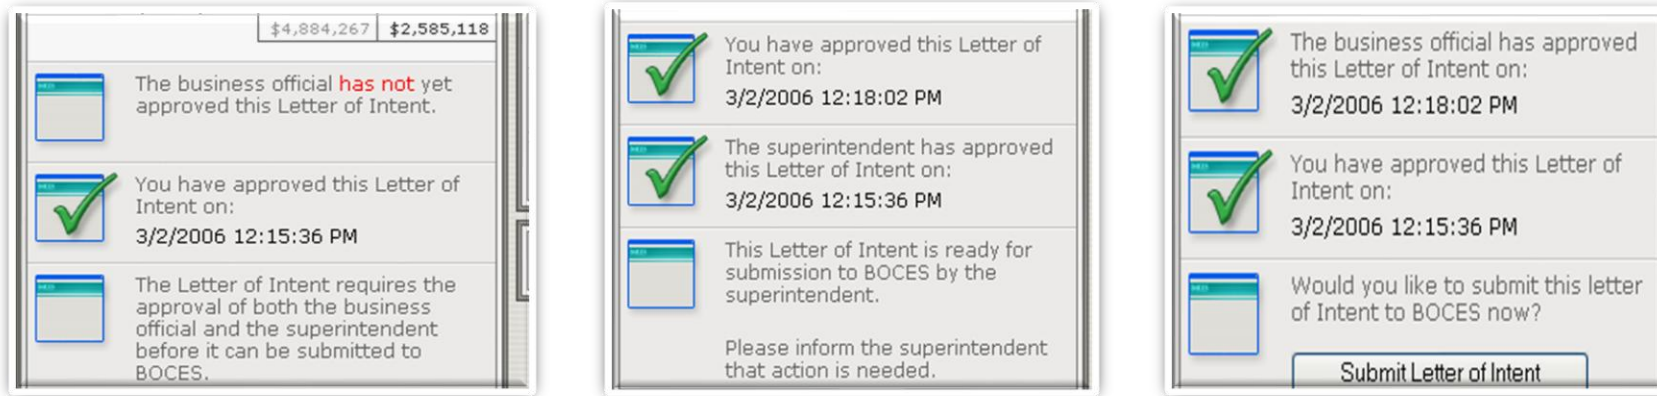 $4,884,267 $2,585,118
The business official has not yet
approved this Letter of Intent.
You have approved this Letter of
Intent on:
3/2/2006 12:15:36 PM
The Letter of Intent requires the
approval of both the business
official and the superintendent
before it can be submitted to
BOCES.
You have approved this Letter of
Intent on:
3/2/2006 12:18:02 PM
The superintendent has approved
this Letter of Intent on:
3/2/2006 12:15:36 PM
This Letter of Intent is ready for
submission to BOCES by the
superintendent.
Please inform the superintendent
that action is needed.
The business official has approved
this Letter of Intent on:
3/2/2006 12:18:02 PM
You have approved this Letter of
Intent on:
3/2/2006 12:15:36 PM
Would you like to submit this letter
of Intent to BOCES now?
Submit Letter of Intent